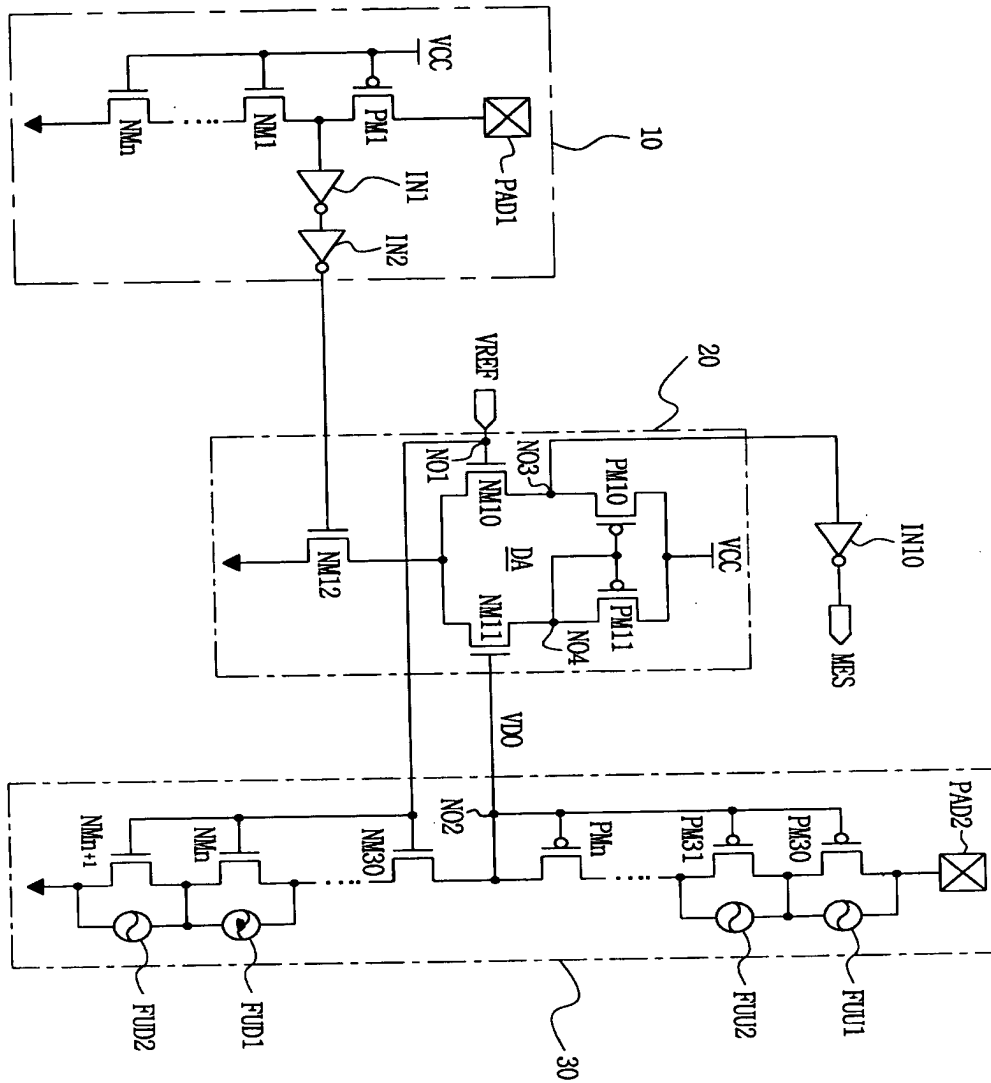 VCC
NMn
NM1
PM1
PAD1
10
IN1
IN2
20
VREF
NO1
NM10
NO3
PM10
DA
VCC
NM12
NM11
PM11
NO4
IN10
MES
VDO
NO2
PAD2
NMn+1
NMn
NM30
PMn
PM31
PM30
FUD2
FUD1
FUU2
FUU1
30